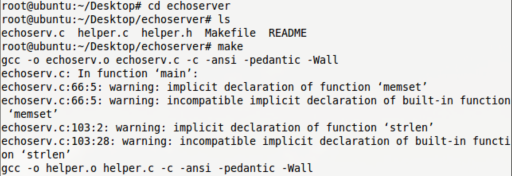 root@ubuntu:~/Desktop# cd echoserver
root@ubuntu:~/Desktop/echoserver# ls
echoserv.c  helper.c  helper.h  Makefile  README
root@ubuntu:~/Desktop/echoserver# make
gcc -o echoserv.o echoserv.c -c -ansi -pedantic -Wall
echoserv.c: In function ‘main’:
echoserv.c:66:5: warning: implicit declaration of function ‘memset’
echoserv.c:66:5: warning: incompatible implicit declaration of built-in function
 ‘memset’
echoserv.c:103:2: warning: implicit declaration of function ‘strlen’
echoserv.c:103:28: warning: incompatible implicit declaration of built-in functi
on ‘strlen’
gcc -o helper.o helper.c -c -ansi -pedantic -Wall